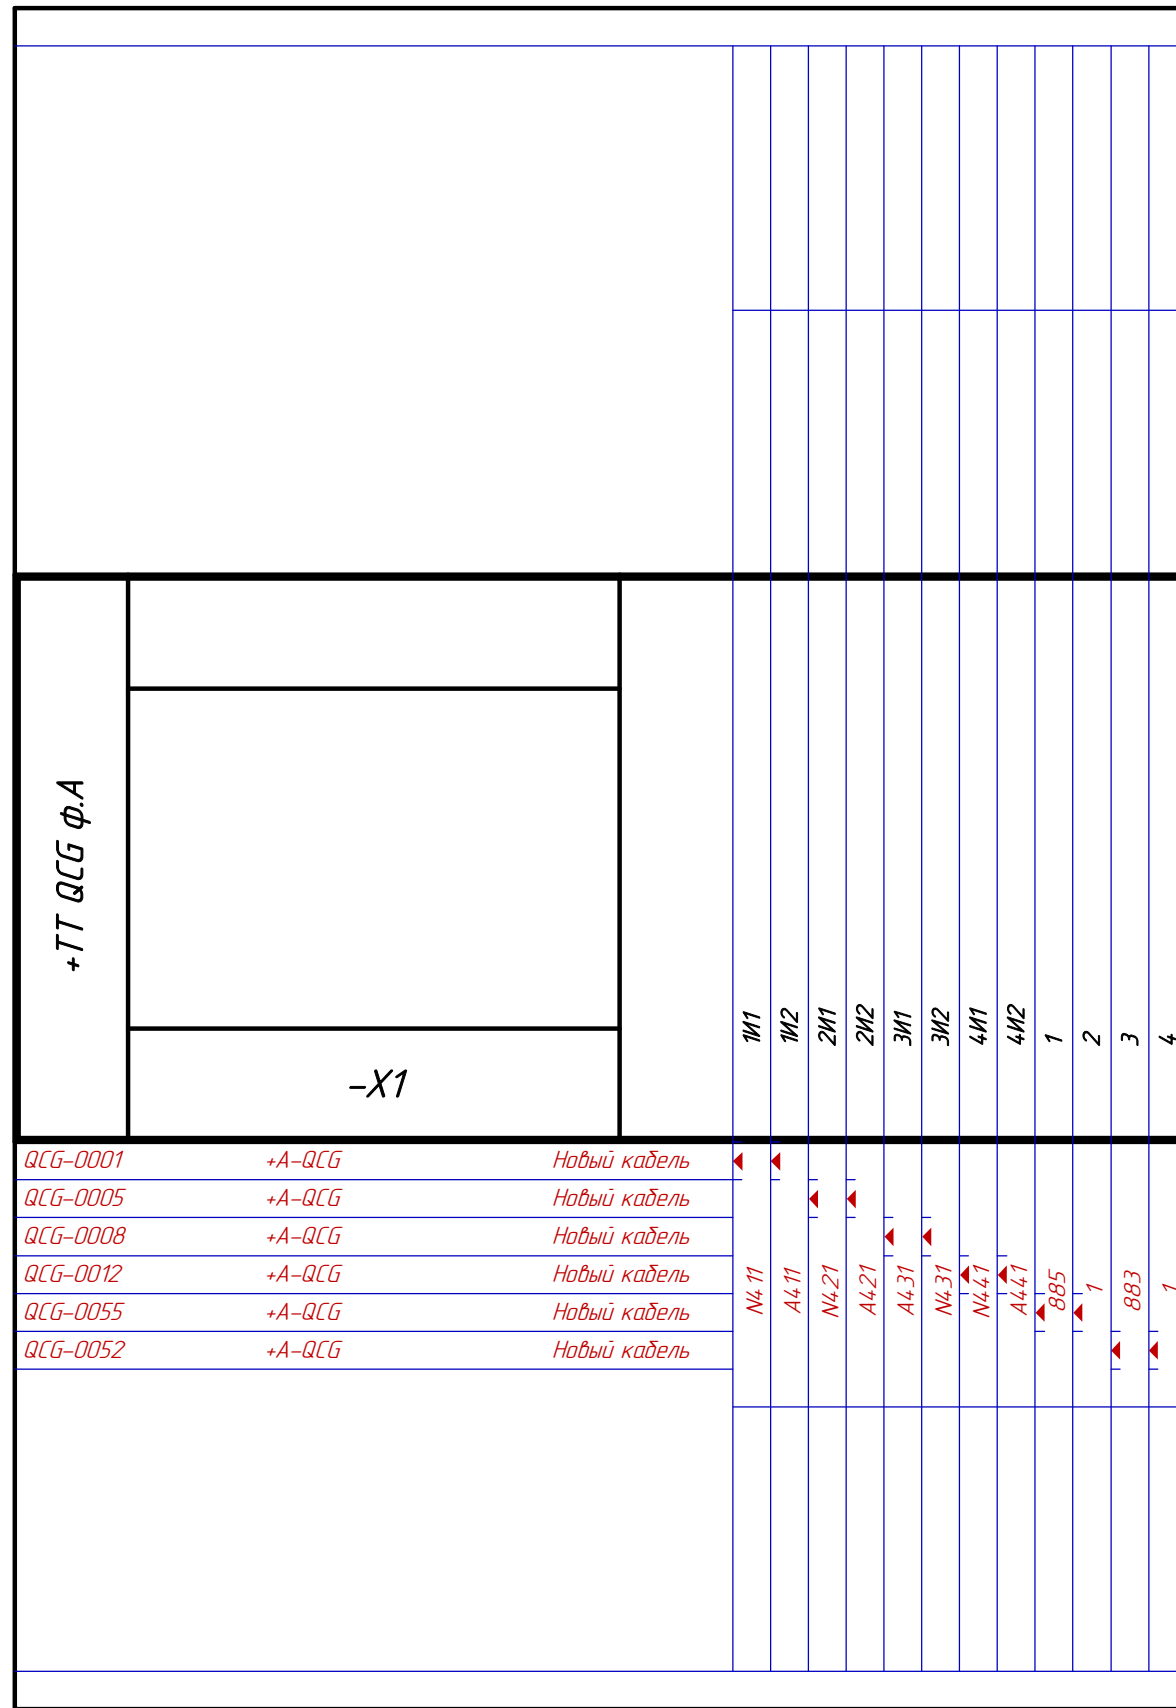 +ТТ QCG ф.А
-X1
1И1
1И2
2И1
2И2
3И1
3И2
4И1
4И2
1
2
3
4
QCG-0001 +A-QCG Новый кабель
QCG-0005 +A-QCG Новый кабель
QCG-0008 +A-QCG Новый кабель
QCG-0012 +A-QCG Новый кабель
QCG-0055 +A-QCG Новый кабель
QCG-0052 +A-QCG Новый кабель
N411
A411
N421
A421
A431
N431
N441
A441
885
1
883
1